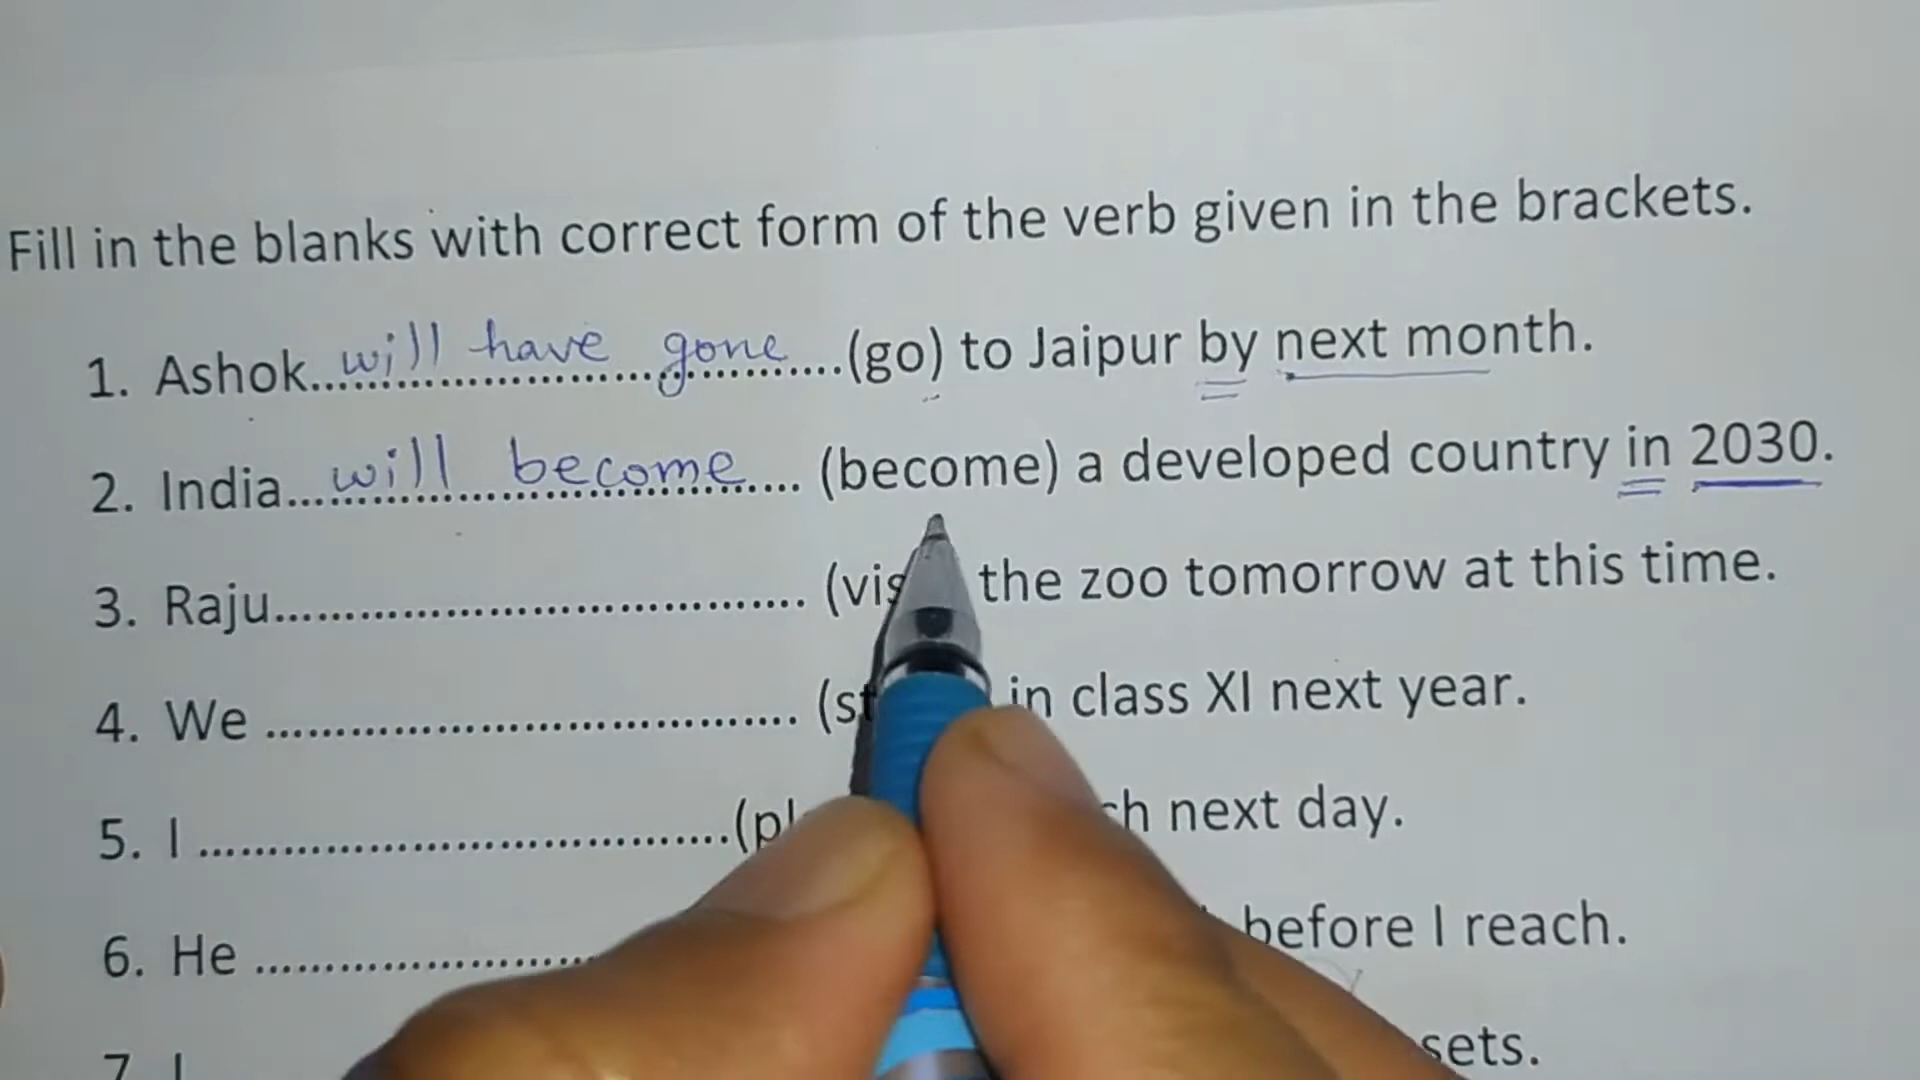 Fill in the blanks with correct form of the verb given in the brackets.
1. Ashok....will have gone....(go) to Jaipur by next month.
2. India....will become.... (become) a developed country in 2030.
3. Raju...................................... (vis the zoo tomorrow at this time.
4. We ...................................... (st in class XI next year.
5. I ......................................(pl next day.
6. He ........................ before I reach.
7. I sets.